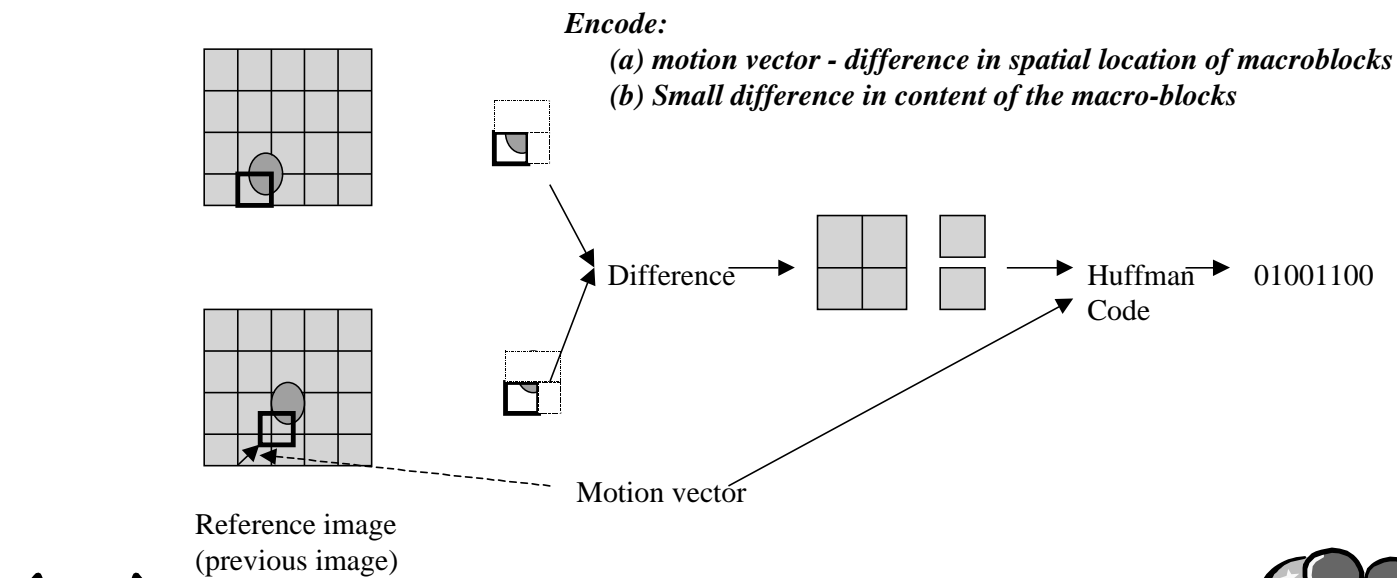 Encode:
(a) motion vector - difference in spatial location of macroblocks
(b) Small difference in content of the macro-blocks
Difference
Huffman
Code
01001100
Motion vector
Reference image
(previous image)